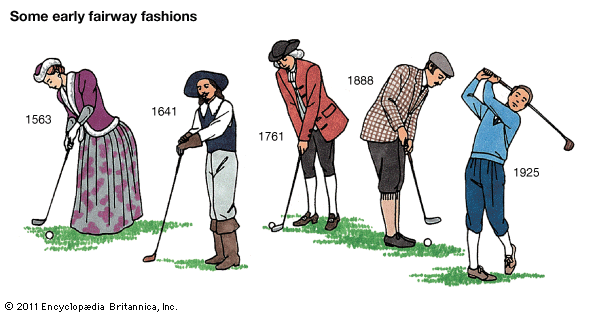 Some early fairway fashions
1563
1641
1761
1888
1925
© 2011 Encyclopædia Britannica, Inc.